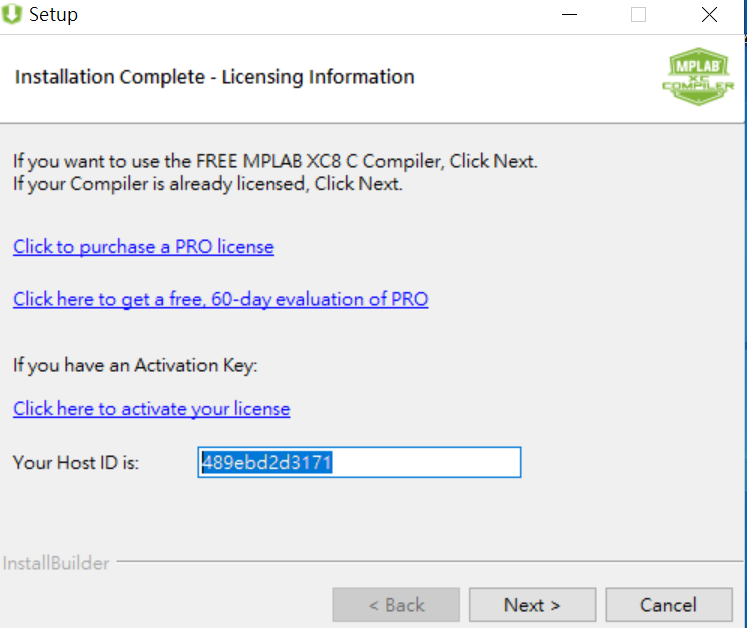 Setup
Installation Complete - Licensing Information
MPLAB
XC
COMPILER
If you want to use the FREE MPLAB XC8 C Compiler, Click Next.
If your Compiler is already licensed, Click Next.
Click to purchase a PRO license
Click here to get a free, 60-day evaluation of PRO
If you have an Activation Key:
Click here to activate your license
Your Host ID is: 489ebd2d3171
InstallBuilder
< Back Next > Cancel